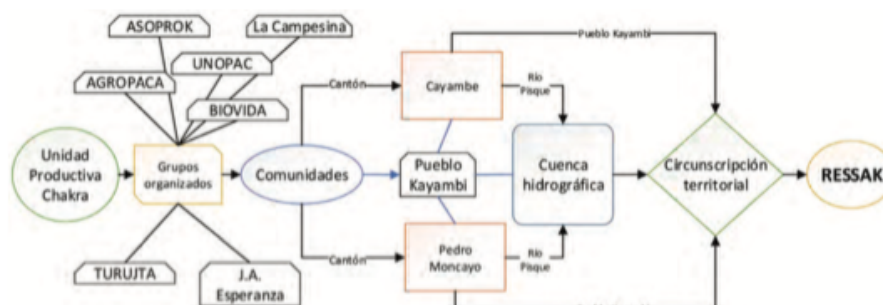 ASOPROK
La Campesina
UNOPAC
AGROPACA
BIOVIDA
Unidad
Productiva
Chakra
Grupos
organizados
Comunidades
TURUJTA
J.A.
Esperanza
Cantón
Cantón
Cayambe
Pueblo
Kayambi
Pedro
Moncayo
Río
Pisque
Río
Pisque
Cuenca
hidrográfica
Pueblo Kayambi
Circunscripción
territorial
RESSAK